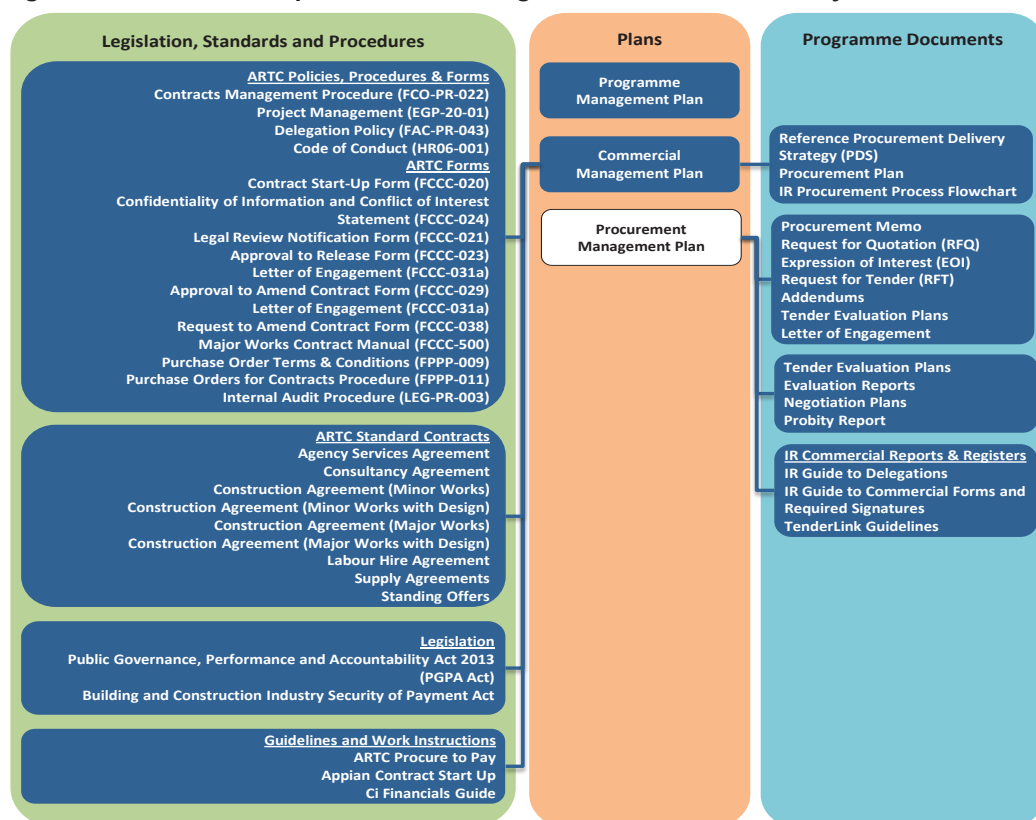 Legislation, Standards and Procedures
ARTC Policies, Procedures & Forms
Contracts Management Procedure (FCO-PR-022)
Project Management (EGP-20-01)
Delegation Policy (FAC-PR-043)
Code of Conduct (HR06-001)
ARTC Forms
Contract Start-Up Form (FCCC-020)
Confidentiality of Information and Conflict of Interest
Statement (FCCC-024)
Legal Review Notification Form (FCCC-021)
Approval to Release Form (FCCC-023)
Letter of Engagement (FCCC-031a)
Approval to Amend Contract Form (FCCC-029)
Letter of Engagement (FCCC-031a)
Request to Amend Contract Form (FCCC-038)
Major Works Contract Manual (FCCC-500)
Purchase Order Terms & Conditions (FPPP-009)
Purchase Orders for Contracts Procedure (FPPP-011)
Internal Audit Procedure (LEG-PR-003)
ARTC Standard Contracts
Agency Services Agreement
Consultancy Agreement
Construction Agreement (Minor Works)
Construction Agreement (Minor Works with Design)
Construction Agreement (Major Works)
Construction Agreement (Major Works with Design)
Labour Hire Agreement
Supply Agreements
Standing Offers
Legislation
Public Governance, Performance and Accountability Act 2013
(PGPA Act)
Building and Construction Industry Security of Payment Act
Guidelines and Work Instructions
ARTC Procure to Pay
Appian Contract Start Up
Ci Financials Guide
Plans
Programme
Management Plan
Commercial
Management Plan
Procurement
Management Plan
Programme Documents
Reference Procurement Delivery
Strategy (PDS)
Procurement Plan
IR Procurement Process Flowchart
Procurement Memo
Request for Quotation (RFQ)
Expression of Interest (EOI)
Request for Tender (RFT)
Addendums
Tender Evaluation Plans
Letter of Engagement
Tender Evaluation Plans
Evaluation Reports
Negotiation Plans
Probity Report
IR Commercial Reports & Registers
IR Guide to Delegations
IR Guide to Commercial Forms and
Required Signatures
TenderLink Guidelines